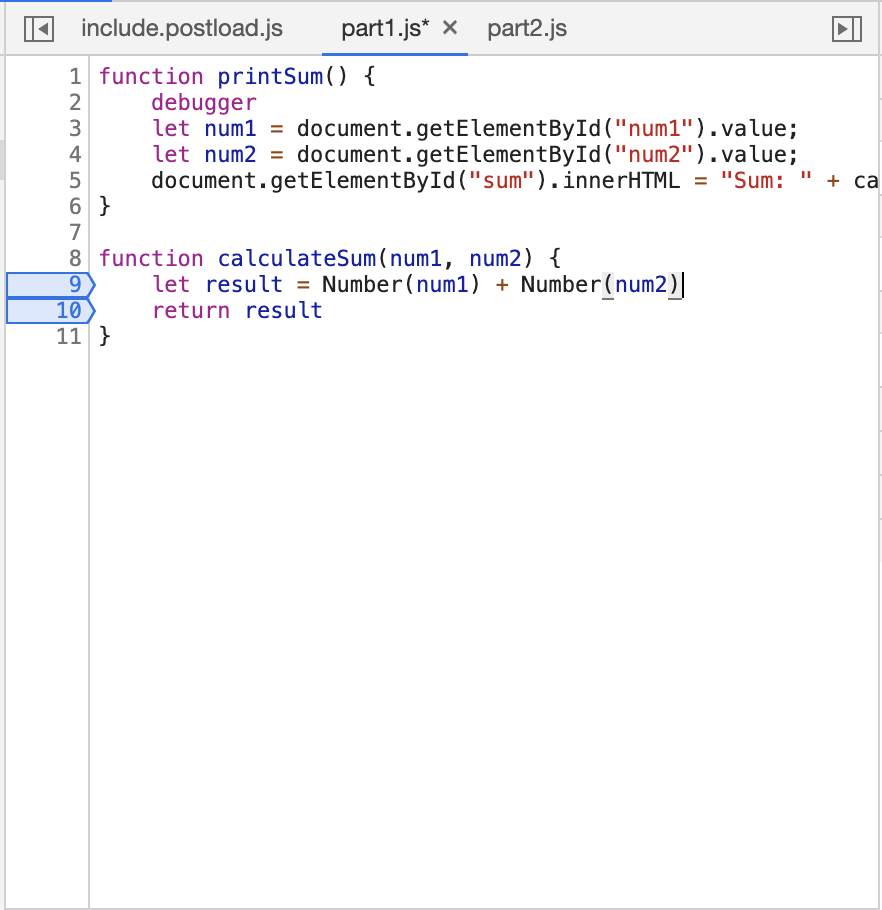 include.postload.js part1.js* × part2.js
1 function printSum() {
2     debugger
3     let num1 = document.getElementById("num1").value;
4     let num2 = document.getElementById("num2").value;
5     document.getElementById("sum").innerHTML = "Sum: " + ca
6 }
7
8 function calculateSum(num1, num2) {
9     let result = Number(num1) + Number(num2)
10     return result
11 }